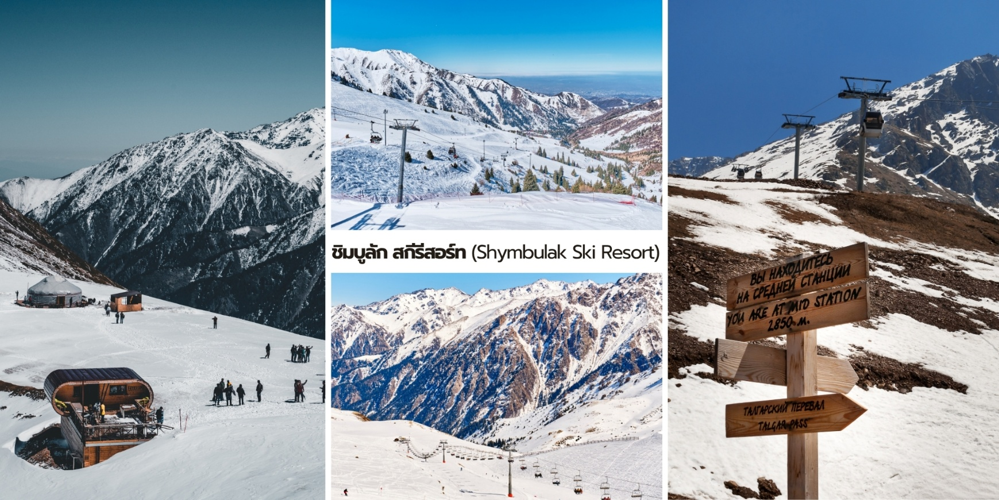 ชิมบูลัก สกีรีสอร์ท (Shymbulak Ski Resort)
ВЫ НАХОДИТЕСЬ
НА СРЕДНЕЙ СТАНЦИИ
YOU ARE AT MID STATION
2850 м.
ТАЛГАРСКИЙ ПЕРЕВАЛ
TALGAR PASS